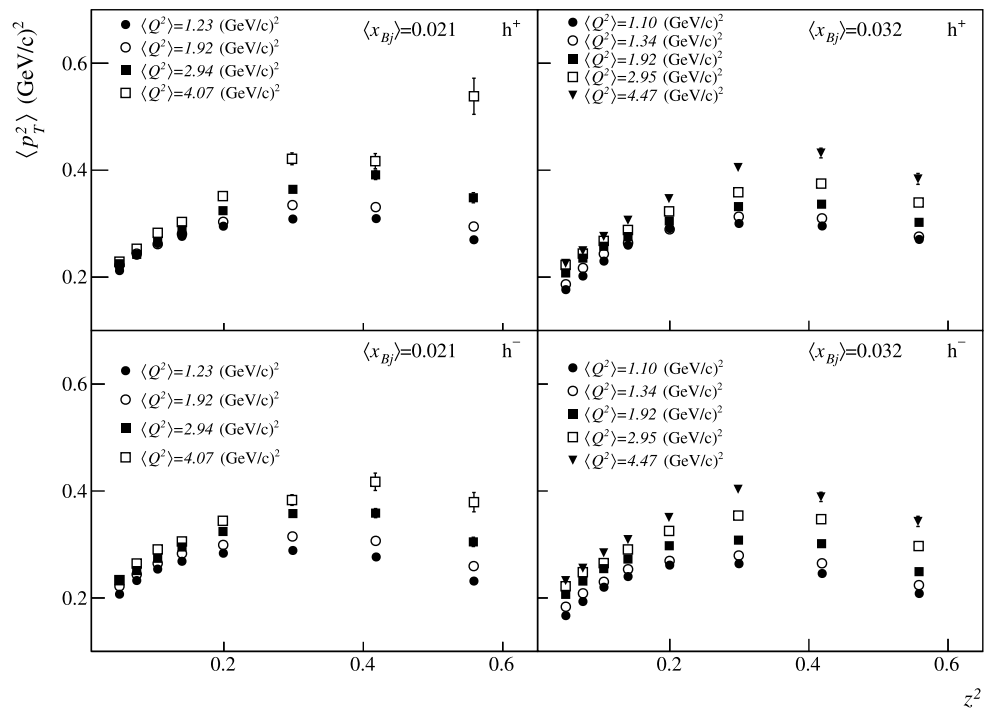 ⟨p_T^2⟩ (GeV/c)^2
0.6
0.4
0.2
⟨Q^2⟩=1.23 (GeV/c)^2
⟨Q^2⟩=1.92 (GeV/c)^2
⟨Q^2⟩=2.94 (GeV/c)^2
⟨Q^2⟩=4.07 (GeV/c)^2
⟨x_Bj⟩=0.021 h^+
⟨Q^2⟩=1.10 (GeV/c)^2
⟨Q^2⟩=1.34 (GeV/c)^2
⟨Q^2⟩=1.92 (GeV/c)^2
⟨Q^2⟩=2.95 (GeV/c)^2
⟨Q^2⟩=4.47 (GeV/c)^2
⟨x_Bj⟩=0.032 h^+
0.6
0.4
0.2
⟨x_Bj⟩=0.021 h^−
⟨Q^2⟩=1.23 (GeV/c)^2
⟨Q^2⟩=1.92 (GeV/c)^2
⟨Q^2⟩=2.94 (GeV/c)^2
⟨Q^2⟩=4.07 (GeV/c)^2
⟨x_Bj⟩=0.032 h^−
⟨Q^2⟩=1.10 (GeV/c)^2
⟨Q^2⟩=1.34 (GeV/c)^2
⟨Q^2⟩=1.92 (GeV/c)^2
⟨Q^2⟩=2.95 (GeV/c)^2
⟨Q^2⟩=4.47 (GeV/c)^2
0.2 0.4 0.6 0.2 0.4 0.6
z^2